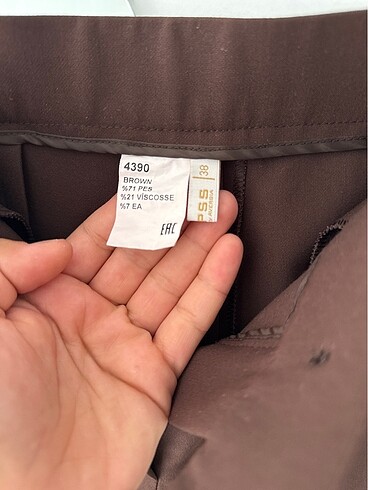 4390
BROWN
%71 PES
%21 VİSCOSSE
%7 EA
EAC
38
PSS